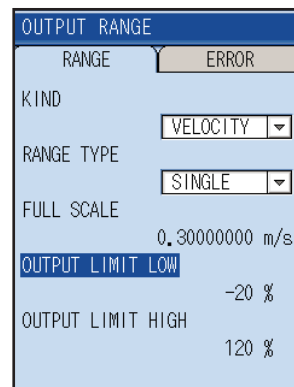 OUTPUT RANGE
RANGE ERROR
KIND
VELOCITY
RANGE TYPE
SINGLE
FULL SCALE
0.30000000 m/s
OUTPUT LIMIT LOW
-20 %
OUTPUT LIMIT HIGH
120 %